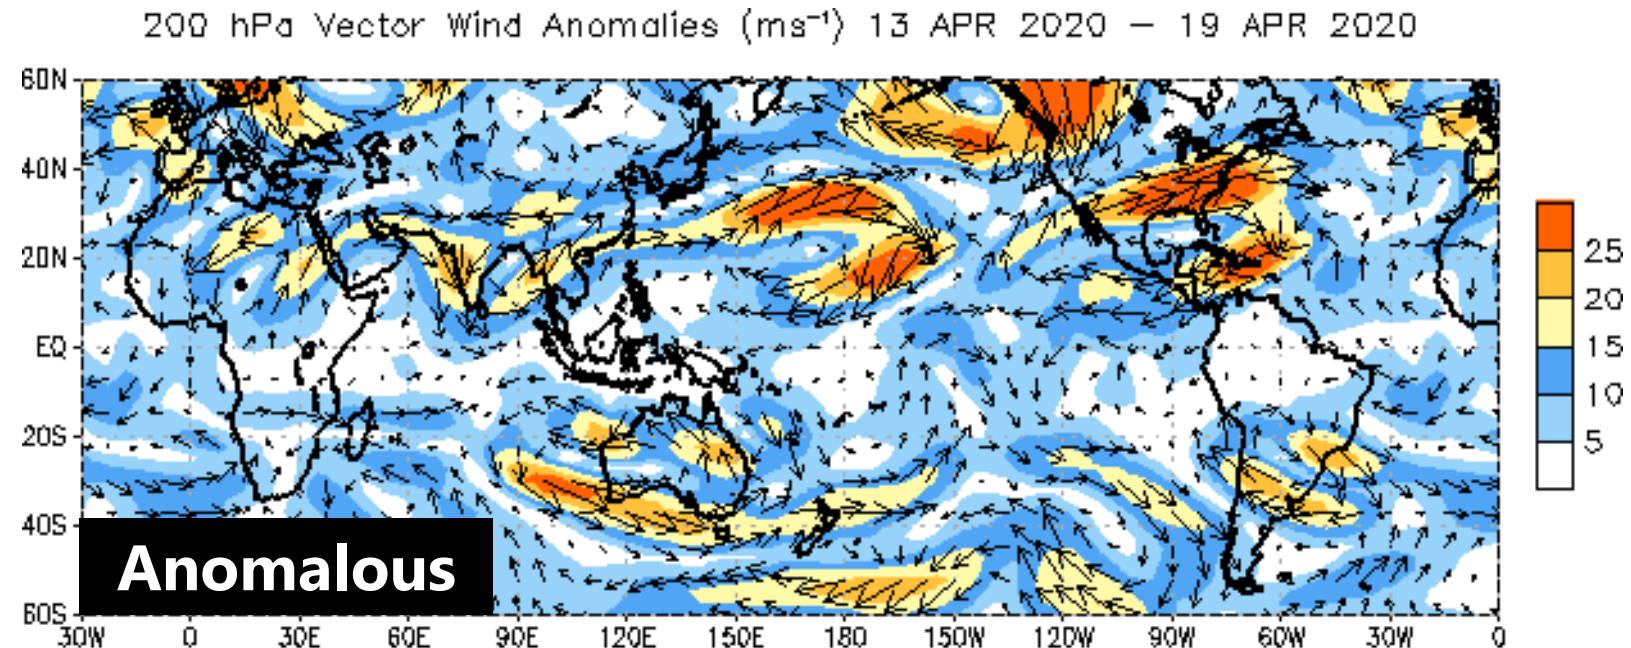 200 hPa Vector Wind Anomalies (ms⁻¹) 13 APR 2020 – 19 APR 2020
60N
40N
20N
EQ
20S
40S
60S
25
20
15
10
5
Anomalous
30W 0 30E 60E 90E 120E 150E 180 150W 120W 90W 60W 30W 0